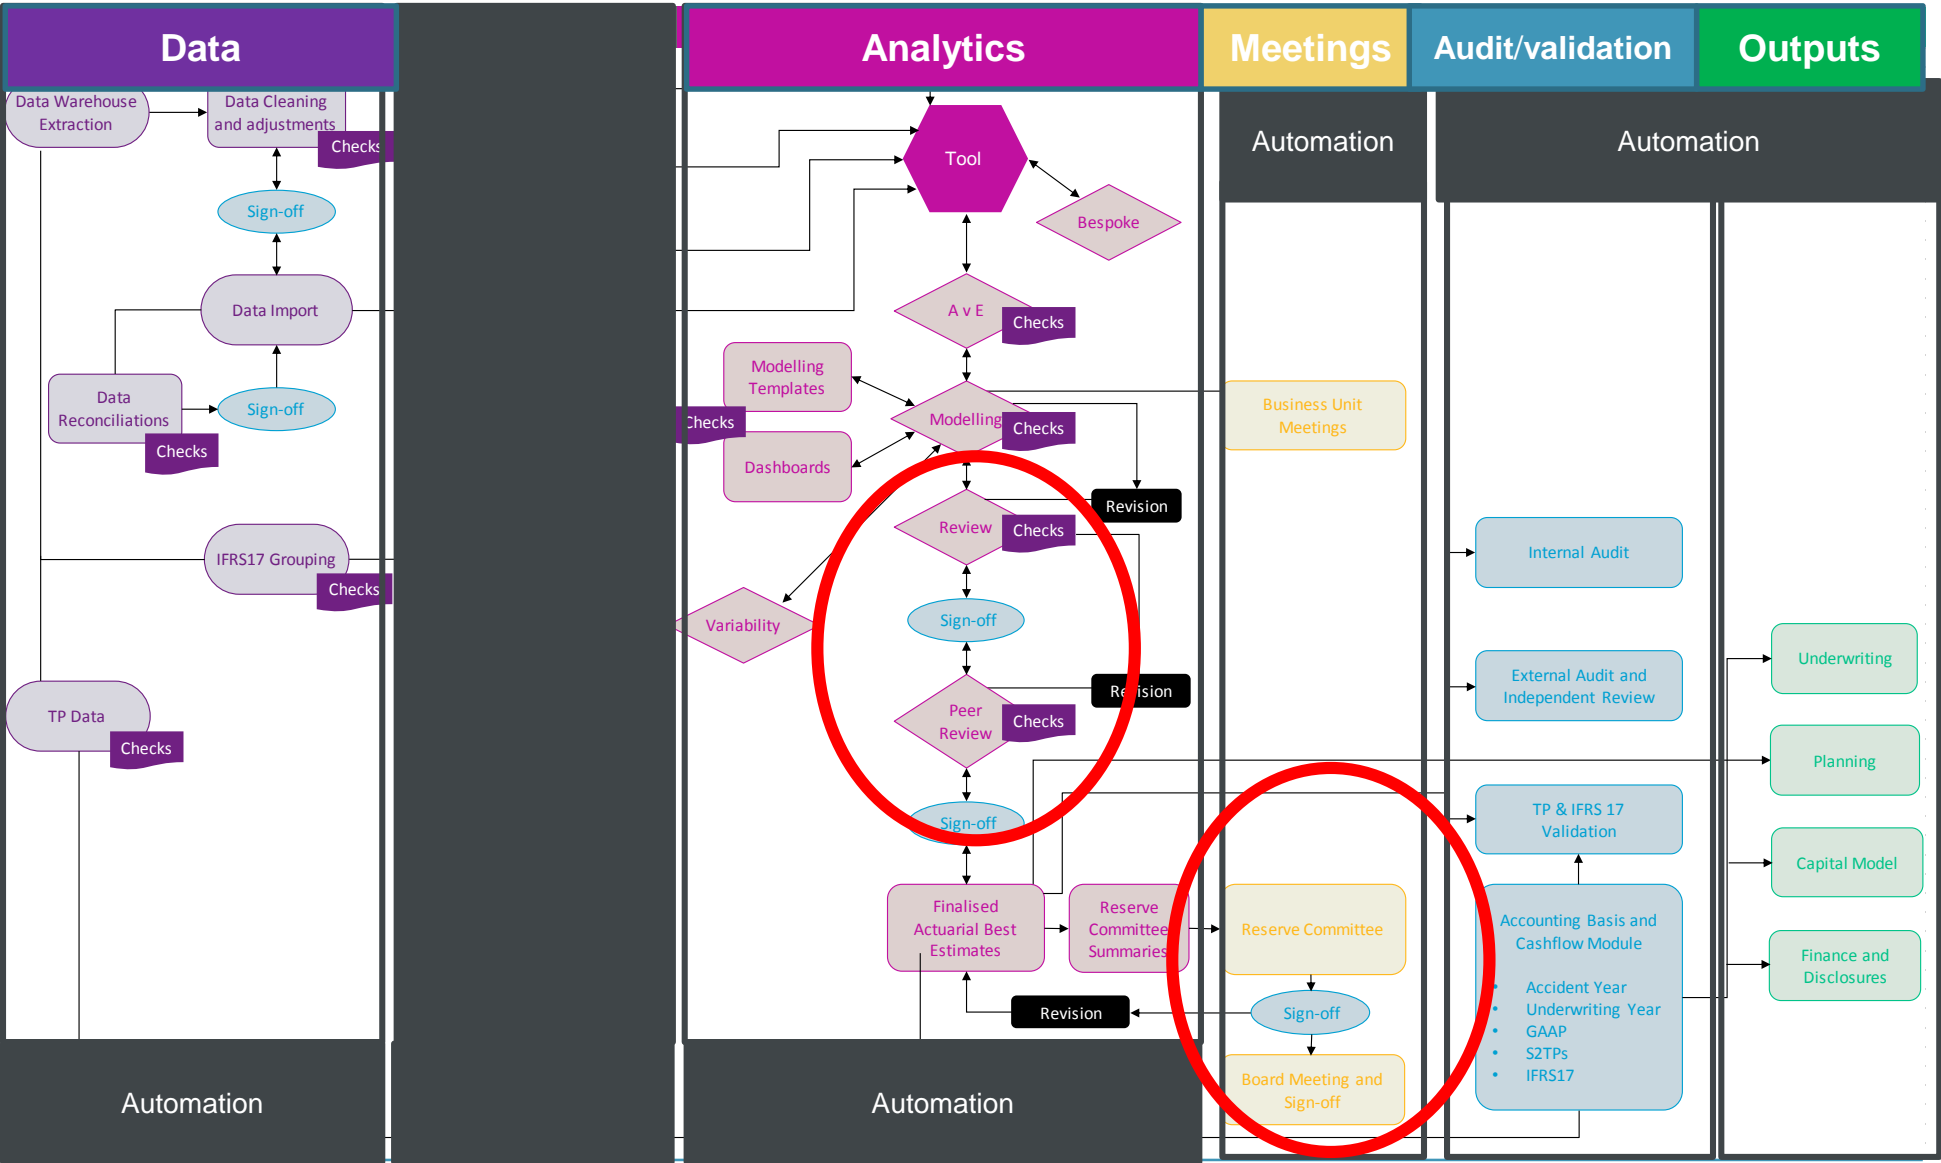 Data
Analytics
Meetings
Audit/validation
Outputs
Data Warehouse
Extraction
Data Cleaning
and adjustments
Checks
Sign-off
Data Import
Data
Reconciliations
Checks
Sign-off
IFRS17 Grouping
Checks
TP Data
Checks
Automation
Tool
Bespoke
A v E
Checks
Modelling
Templates
Checks
Modelling
Checks
Dashboards
Review
Checks
Revision
Variability
Sign-off
Peer
Review
Checks
Revision
Sign-off
Finalised
Actuarial Best
Estimates
Reserve
Committee
Summaries
Revision
Automation
Automation
Business Unit
Meetings
Reserve Committee
Sign-off
Board Meeting and
Sign-off
Automation
Internal Audit
External Audit and
Independent Review
TP & IFRS 17
Validation
Accounting Basis and
Cashflow Module
• Accident Year
• Underwriting Year
• GAAP
• S2TPs
• IFRS17
Underwriting
Planning
Capital Model
Finance and
Disclosures